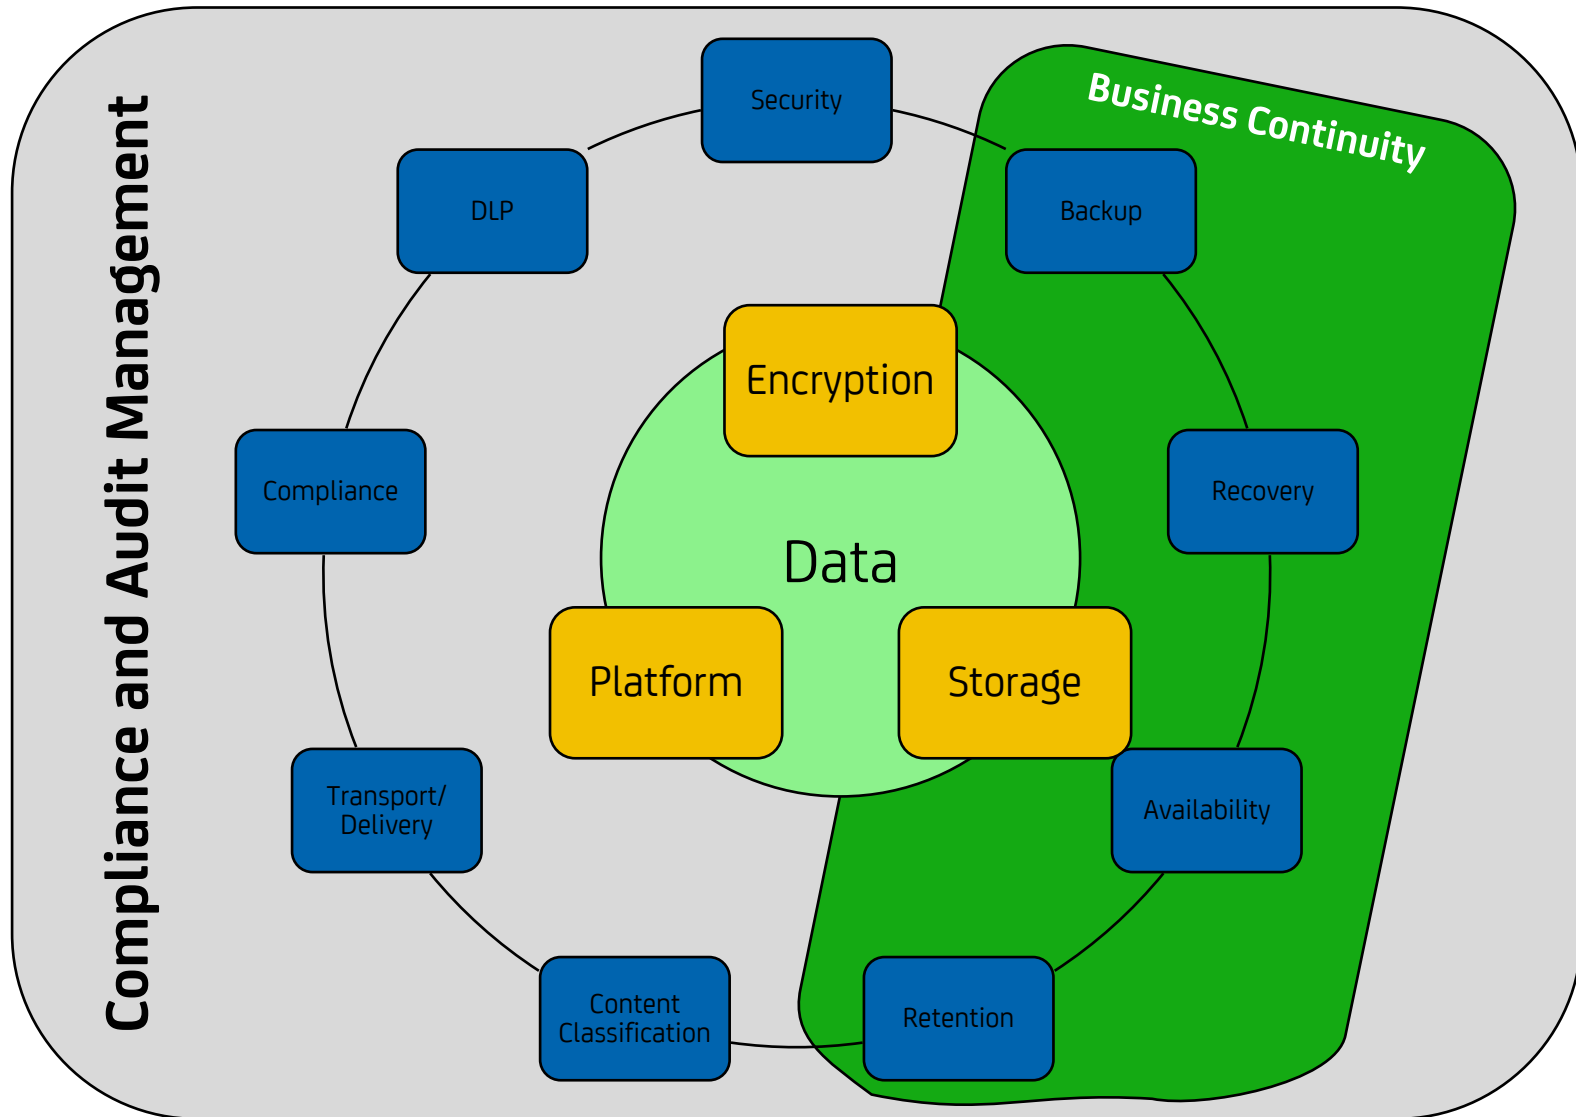 Compliance and Audit Management
Business Continuity
Security
DLP
Backup
Encryption
Compliance
Recovery
Data
Platform
Storage
Transport/
Delivery
Availability
Content
Classification
Retention